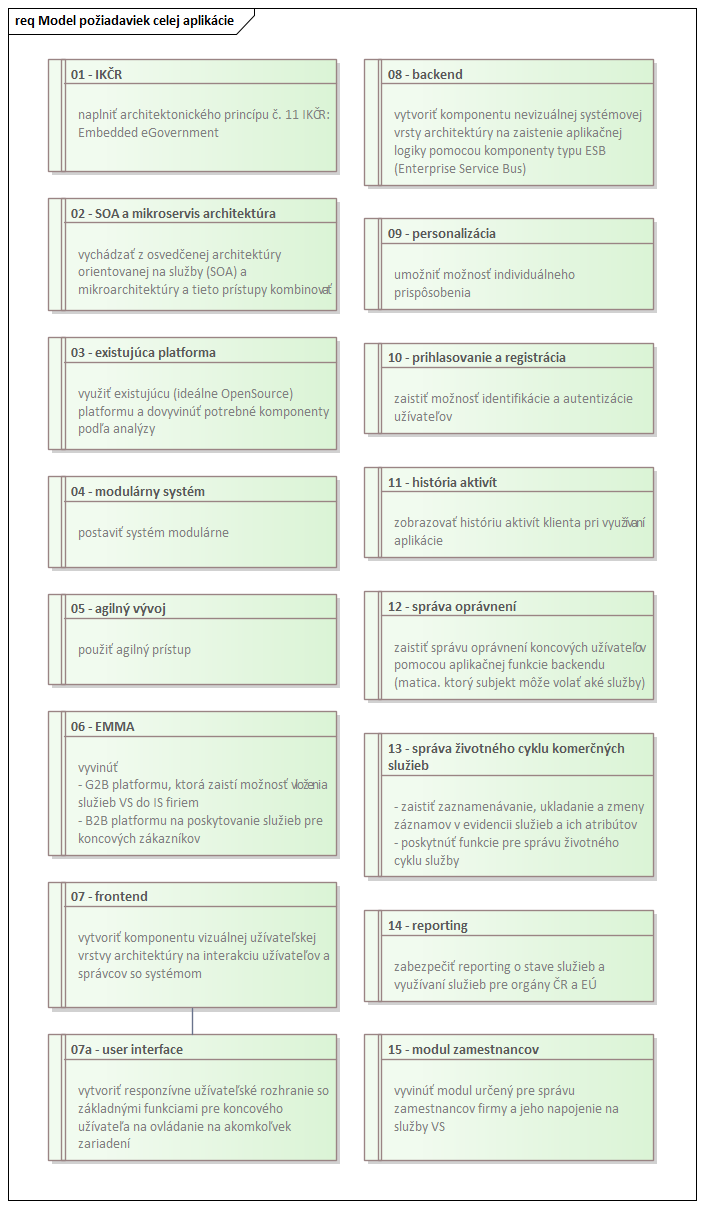 req Model požiadaviek celej aplikácie
01 - IKČR
naplniť architektonického princípu č. 11 IKČR:
Embedded eGovernment
02 - SOA a mikroservis architektúra
vychádzať z osvedčenej architektúry
orientovanej na služby (SOA) a
mikroarchitektúry a tieto prístupy kombinovať
03 - existujúca platforma
využiť existujúcu (ideálne OpenSource)
platformu a dovyvinúť potrebné komponenty
podľa analýzy
04 - modulárny systém
postaviť systém modulárne
05 - agilný vývoj
použiť agilný prístup
06 - EMMA
vyvinúť
- G2B platformu, ktorá zaistí možnosť vloženia
služieb VS do IS firiem
- B2B platformu na poskytovanie služieb pre
koncových zákazníkov
07 - frontend
vytvoriť komponentu vizuálnej užívateľskej
vrstvy architektúry na interakciu užívateľov a
správcov so systémom
07a - user interface
vytvoriť responzívne užívateľské rozhranie so
základnými funkciami pre koncového
užívateľa na ovládanie na akomkoľvek
zariadení
08 - backend
vytvoriť komponentu nevizuálnej systémovej
vrsty architektúry na zaistenie aplikačnej
logiky pomocou komponenty typu ESB
(Enterprise Service Bus)
09 - personalizácia
umožniť možnosť individuálneho
prispôsobenia
10 - prihlasovanie a registrácia
zaistiť možnosť identifikácie a autentizácie
užívateľov
11 - história aktivít
zobrazovať históriu aktivít klienta pri využívaní
aplikácie
12 - správa oprávnení
zaistiť správu oprávnení koncových užívateľov
pomocou aplikačnej funkcie backendu
(matica. ktorý subjekt môže volať aké služby)
13 - správa životného cyklu komerčných
služieb
- zaistiť zaznamenávanie, ukladanie a zmeny
záznamov v evidencii služieb a ich atribútov
- poskytnúť funkcie pre správu životného
cyklu služby
14 - reporting
zabezpečiť reporting o stave služieb a
využívaní služieb pre orgány ČR a EÚ
15 - modul zamestnancov
vyvinúť modul určený pre správu
zamestnancov firmy a jeho napojenie na
služby VS